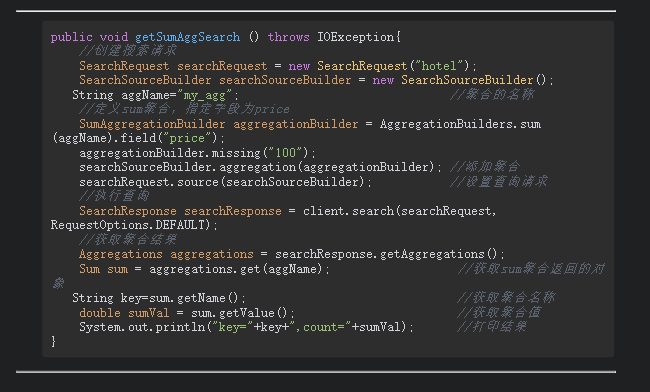 public void getSumAggSearch () throws IOException{
//创建搜索请求
SearchRequest searchRequest = new SearchRequest("hotel");
SearchSourceBuilder searchSourceBuilder = new SearchSourceBuilder();
String aggName="my_agg"; //聚合的名称
//定义sum聚合，指定字段为price
SumAggregationBuilder aggregationBuilder = AggregationBuilders.sum
(aggName).field("price");
aggregationBuilder.missing("100");
searchSourceBuilder.aggregation(aggregationBuilder); //添加聚合
searchRequest.source(searchSourceBuilder); //设置查询请求
//执行查询
SearchResponse searchResponse = client.search(searchRequest,
RequestOptions.DEFAULT);
//获取聚合结果
Aggregations aggregations = searchResponse.getAggregations();
Sum sum = aggregations.get(aggName); //获取sum聚合返回的对
象
String key=sum.getName(); //获取聚合名称
double sumVal = sum.getValue(); //获取聚合值
System.out.println("key="+key+",count="+sumVal); //打印结果
}